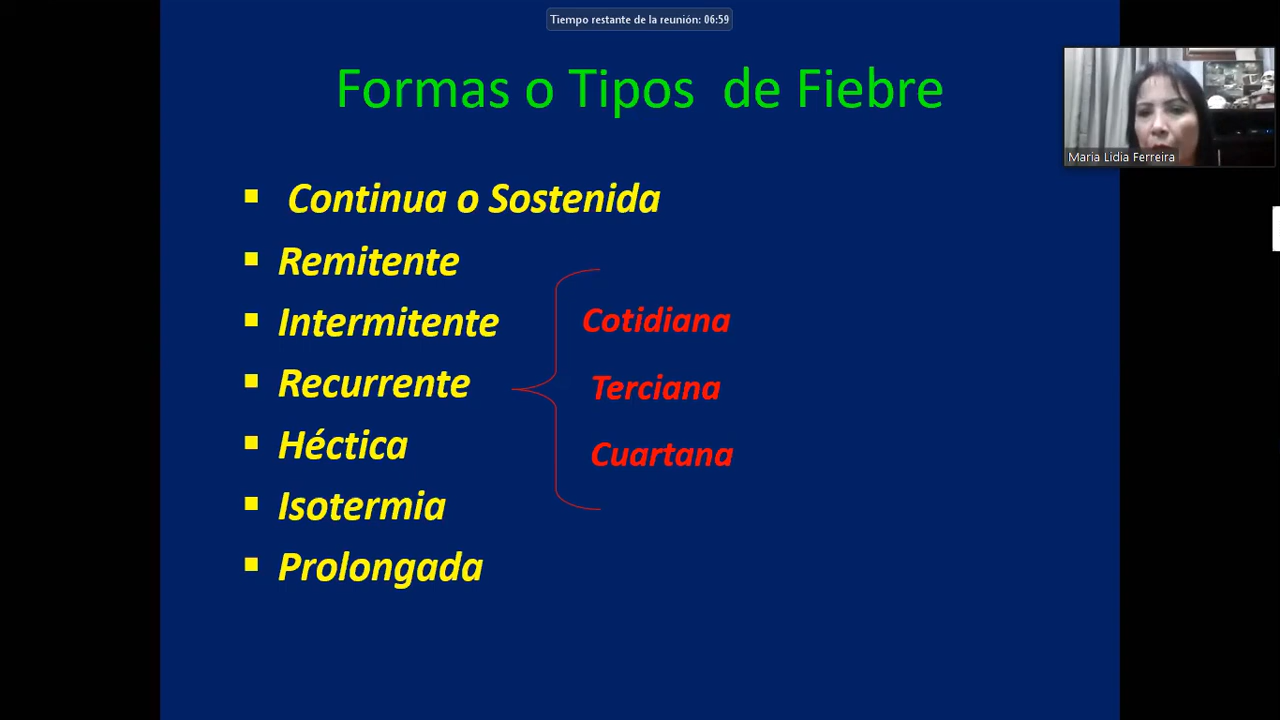 Tiempo restante de la reunión: 06:59
Formas o Tipos de Fiebre
Maria Lidia Ferreira
Continua o Sostenida
Remitente
Intermitente
Recurrente
Héctica
Isotermia
Prolongada
Cotidiana
Terciana
Cuartana